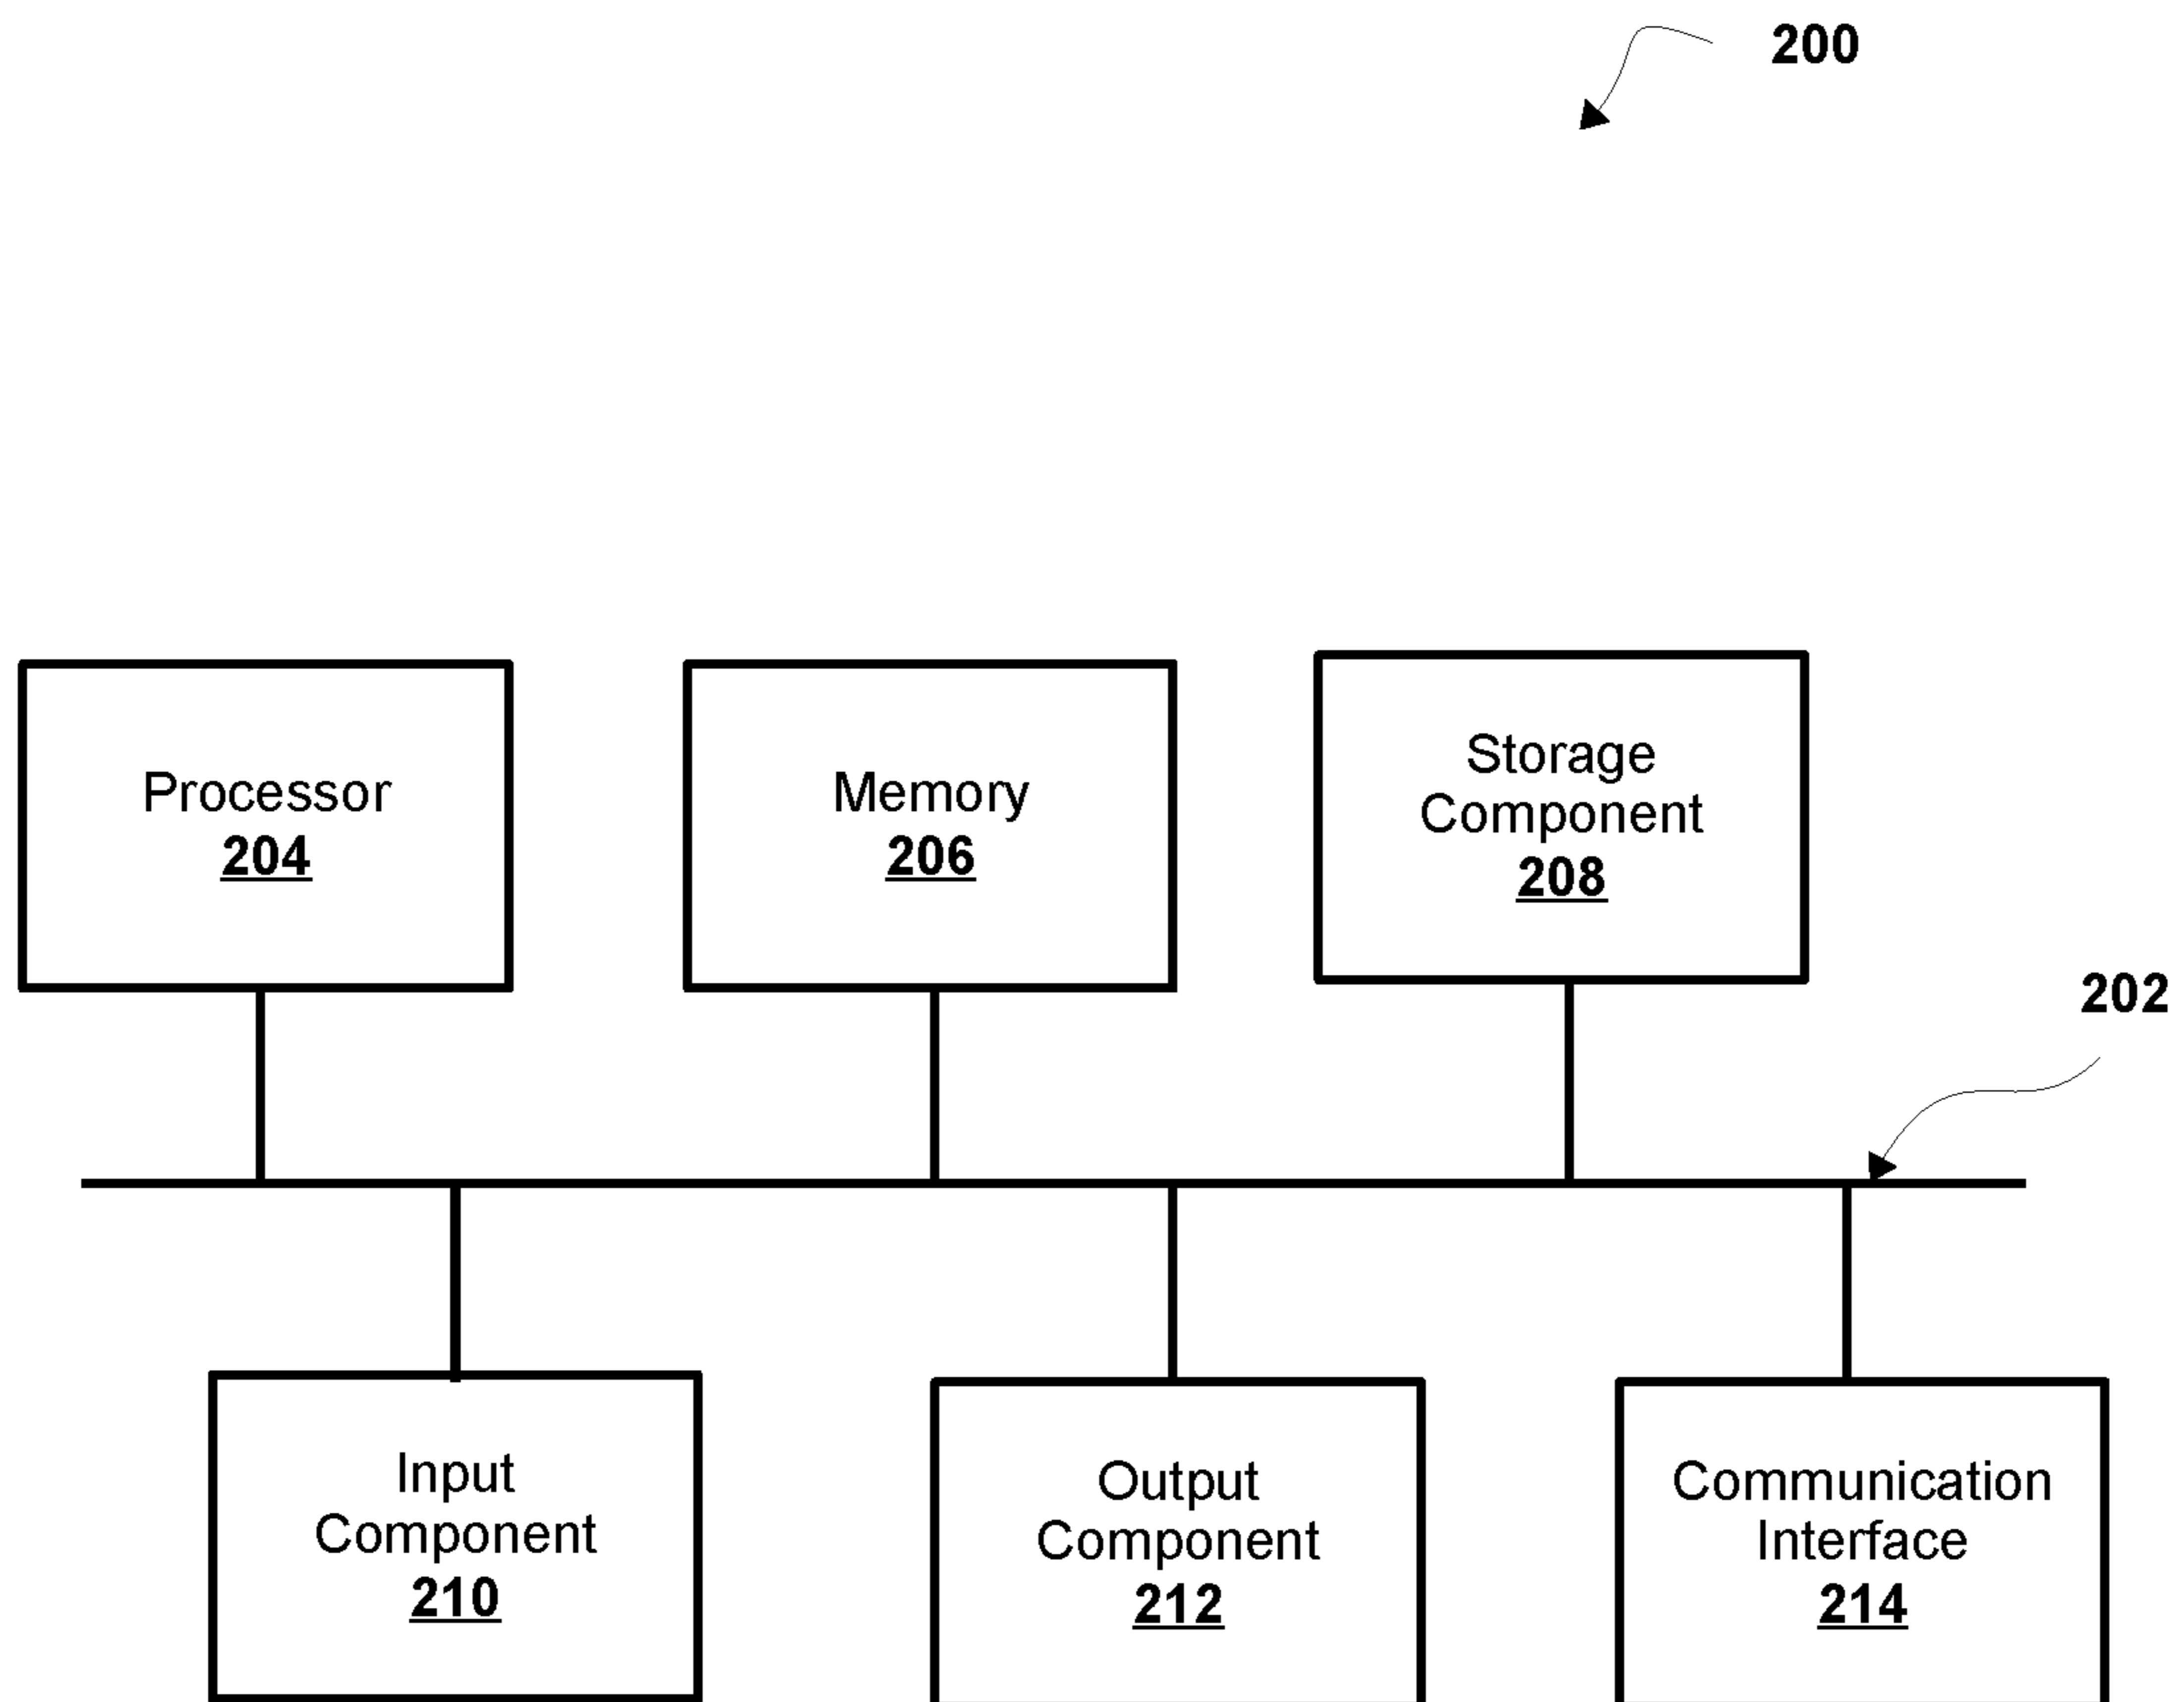 200
Processor
204
Memory
206
Storage
Component
208
202
Input
Component
210
Output
Component
212
Communication
Interface
214